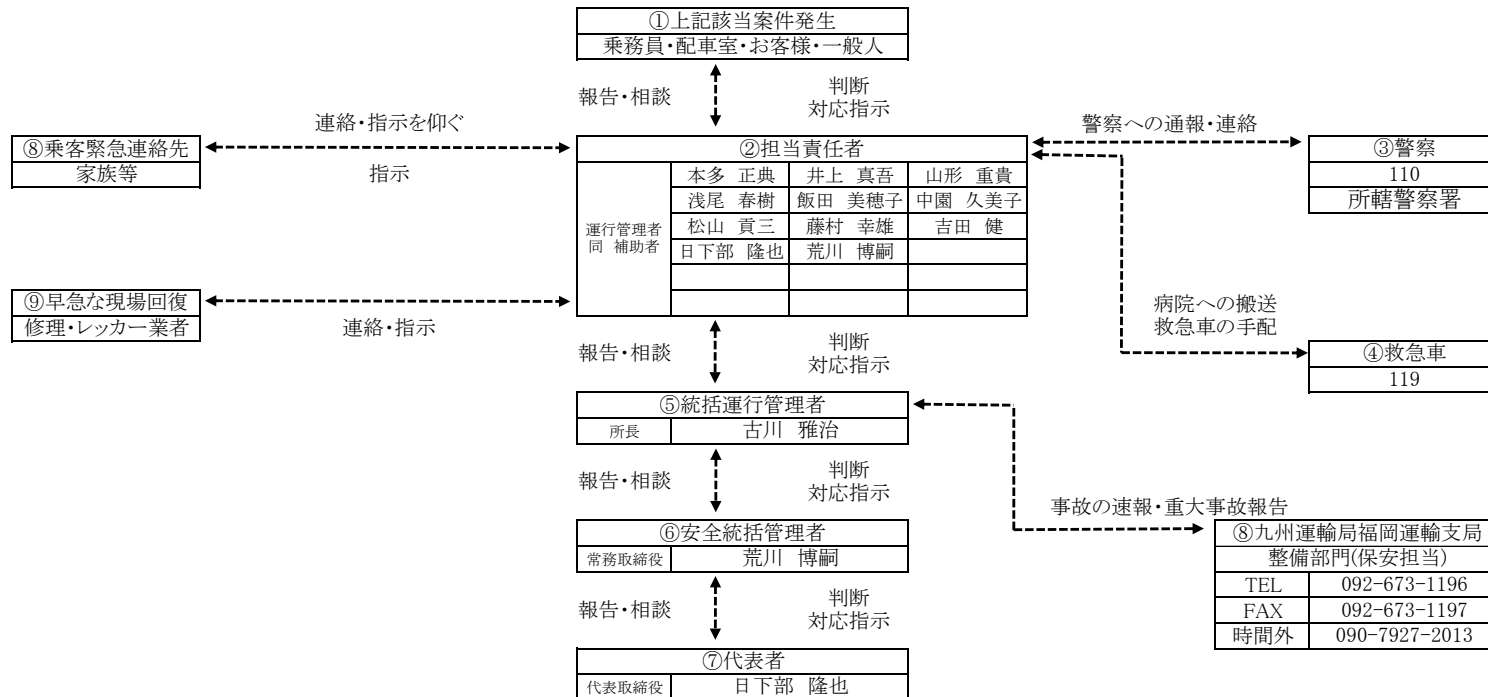 ①上記該当案件発生
乗務員・配車室・お客様・一般人
報告・相談
判断
対応指示
連絡・指示を仰ぐ
指示
⑧乗客緊急連絡先
家族等
②担当責任者
運行管理者
同 補助者
本多 正典 井上 真吾 山形 重貴
浅尾 春樹 飯田 美穂子 中園 久美子
松山 貢三 藤村 幸雄 吉田 健
日下部 隆也 荒川 博嗣
警察への通報・連絡
③警察
110
所轄警察署
⑨早急な現場回復
修理・レッカー業者
連絡・指示
病院への搬送
救急車の手配
④救急車
119
報告・相談
判断
対応指示
⑤統括運行管理者
所長 古川 雅治
報告・相談
判断
対応指示
事故の速報・重大事故報告
⑥安全統括管理者
常務取締役 荒川 博嗣
⑧九州運輸局福岡運輸支局
整備部門(保安担当)
TEL 092-673-1196
FAX 092-673-1197
時間外 090-7927-2013
報告・相談
判断
対応指示
⑦代表者
代表取締役 日下部 隆也